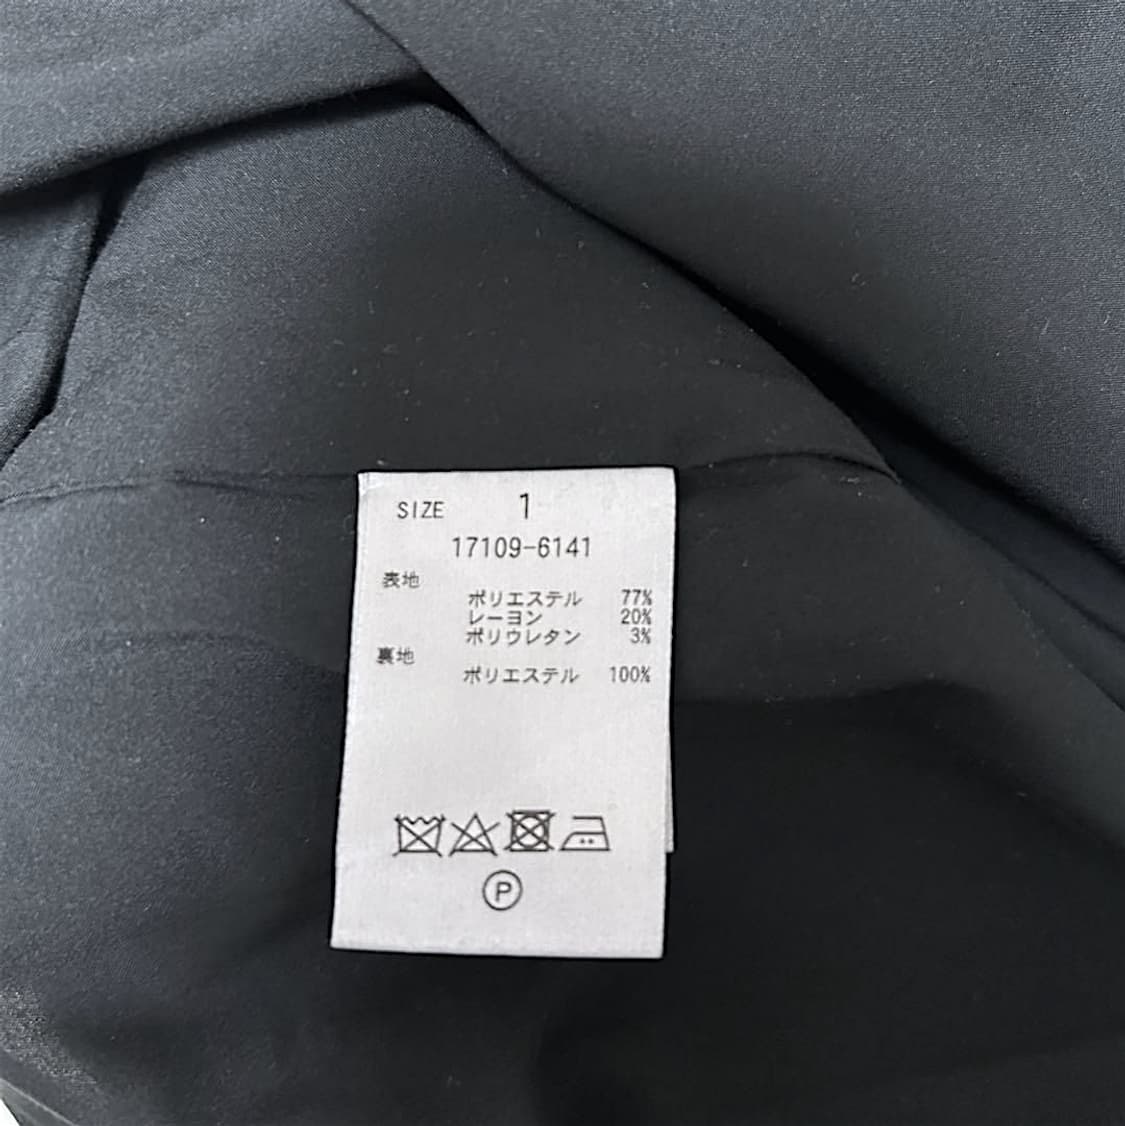 SIZE 1
17109-6141
表地
ポリエステル 77%
レーヨン 20%
ポリウレタン 3%
裏地
ポリエステル 100%
P